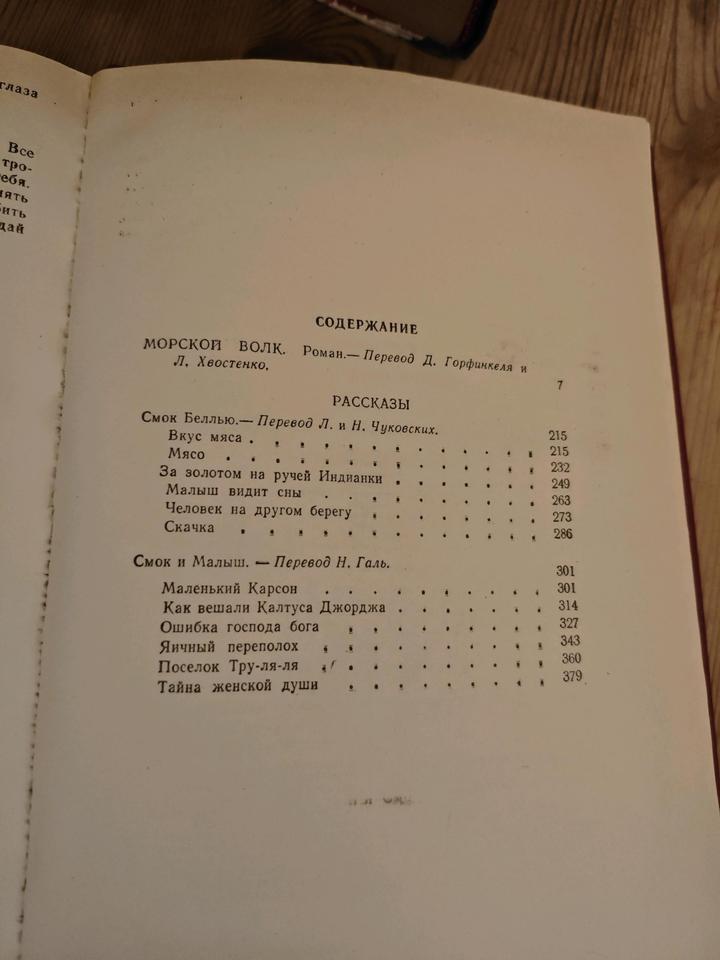 глаза
Все
тро-
ебя.
нять
бить
дай
СОДЕРЖАНИЕ
МОРСКОЙ ВОЛК. Роман.— Перевод Д. Горфинкеля и
Л. Хвостенко. 7
РАССКАЗЫ
Смок Беллью.— Перевод Л. и Н. Чуковских. 215
Вкус мяса . . . . . . . . . . . 215
Мясо . . . . . . . . . . . . 232
За золотом на ручей Индианки . . . . . . 249
Малыш видит сны . . . . . . . . . 263
Человек на другом берегу . . . . . . . 273
Скачка . . . . . . . . . . . . 286
Смок и Малыш. — Перевод Н. Галь. 301
Маленький Карсон . . . . . . . . . 301
Как вешали Калтуса Джорджа . . . . . . 314
Ошибка господа бога . . . . . . . . 327
Яичный переполох . . . . . . . . . 343
Поселок Тру-ля-ля . . . . . . . . . 360
Тайна женской души . . . . . . . . 379